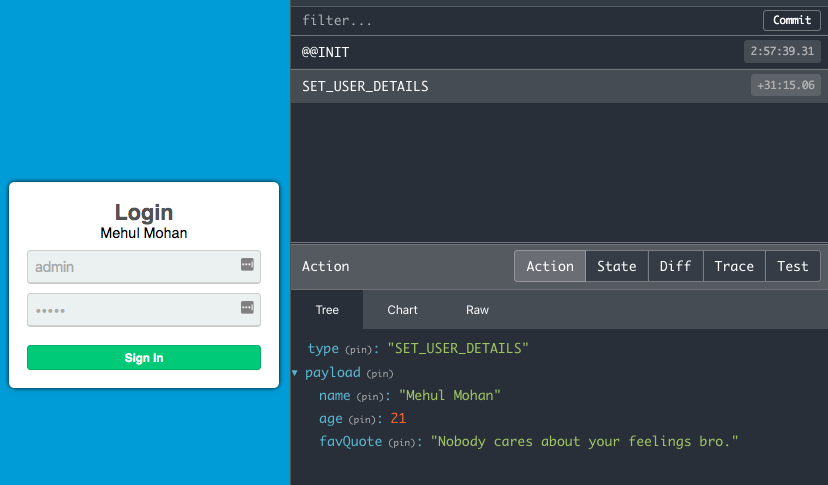 Login
Mehul Mohan
admin
•••••
Sign In
filter... Commit
@@INIT 2:57:39.31
SET_USER_DETAILS +31:15.06
Action Action State Diff Trace Test
Tree Chart Raw
type (pin): "SET_USER_DETAILS"
▼ payload (pin)
name (pin): "Mehul Mohan"
age (pin): 21
favQuote (pin): "Nobody cares about your feelings bro."